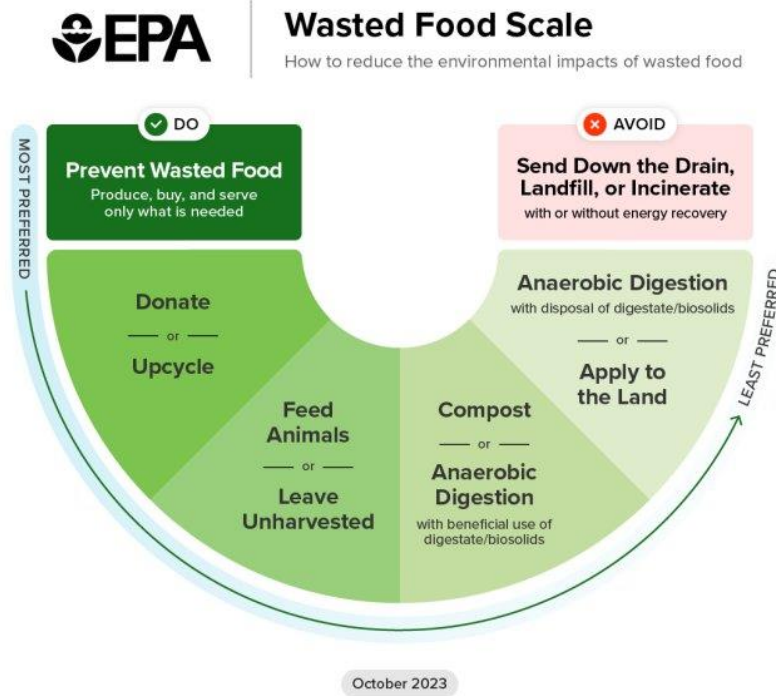 EPA
Wasted Food Scale
How to reduce the environmental impacts of wasted food
DO
Prevent Wasted Food
Produce, buy, and serve
only what is needed
AVOID
Send Down the Drain,
Landfill, or Incinerate
with or without energy recovery
MOST PREFERRED
Donate
or
Upcycle
Feed
Animals
or
Leave
Unharvested
Compost
or
Anaerobic
Digestion
with beneficial use of
digestate/biosolids
Anaerobic Digestion
with disposal of digestate/biosolids
or
Apply to
the Land
LEAST PREFERRED
October 2023